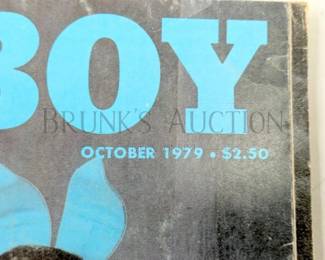 BOY
BRUNK'S AUCTION
OCTOBER 1979 • $2.50